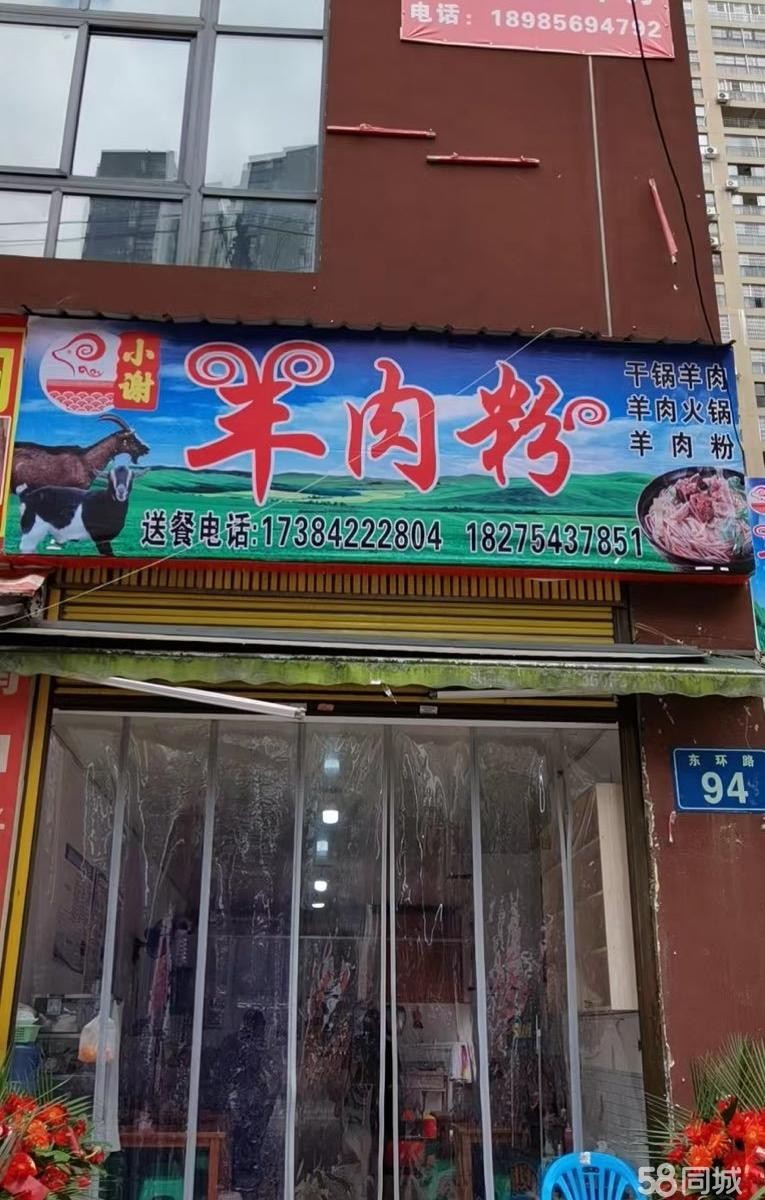 电话：18985694792
小谢
羊肉粉
干锅羊肉
羊肉火锅
羊肉粉
送餐电话:17384222804 18275437851
东环路
94
58同城